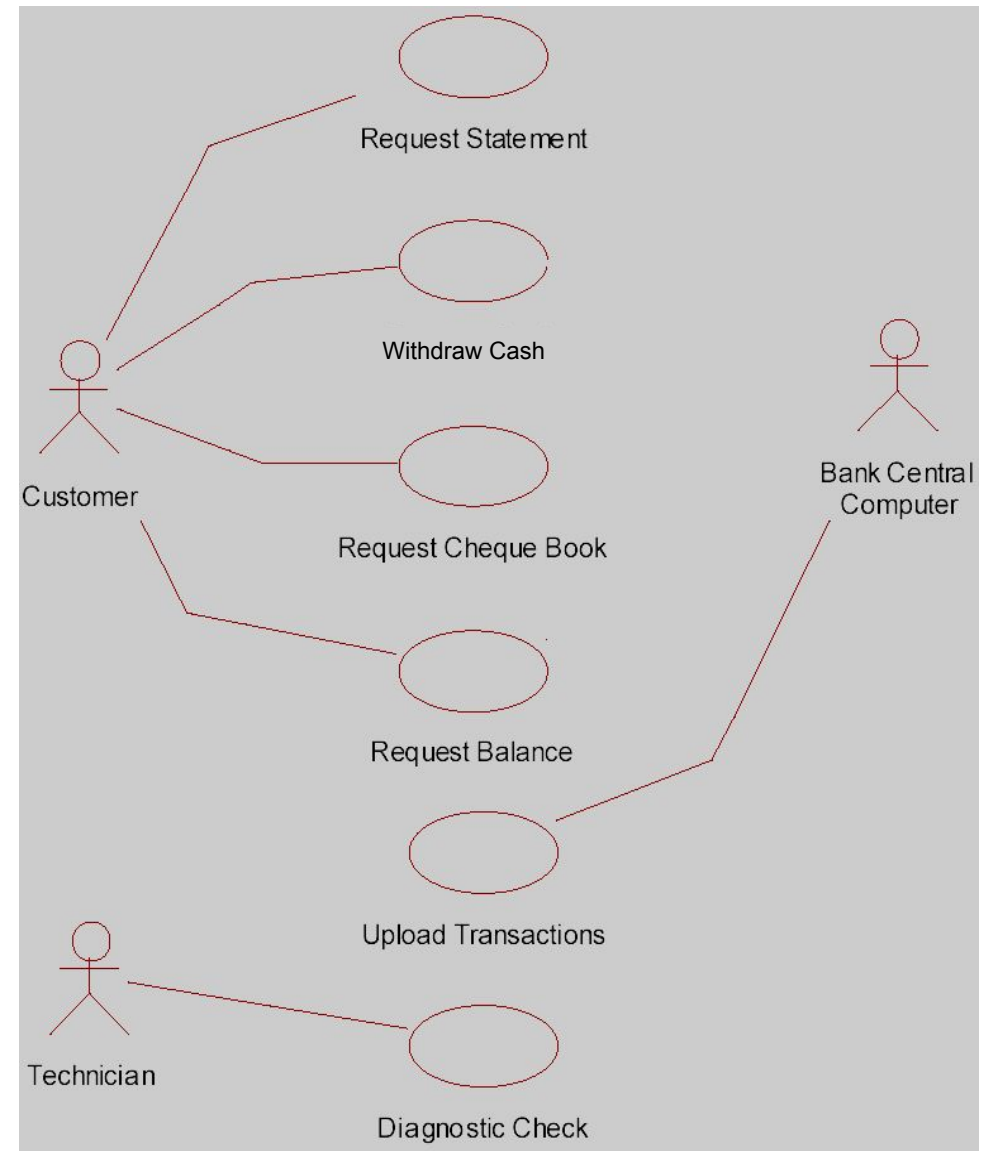 Request Statement
Withdraw Cash
Customer
Bank Central
Computer
Request Cheque Book
Request Balance
Upload Transactions
Technician
Diagnostic Check